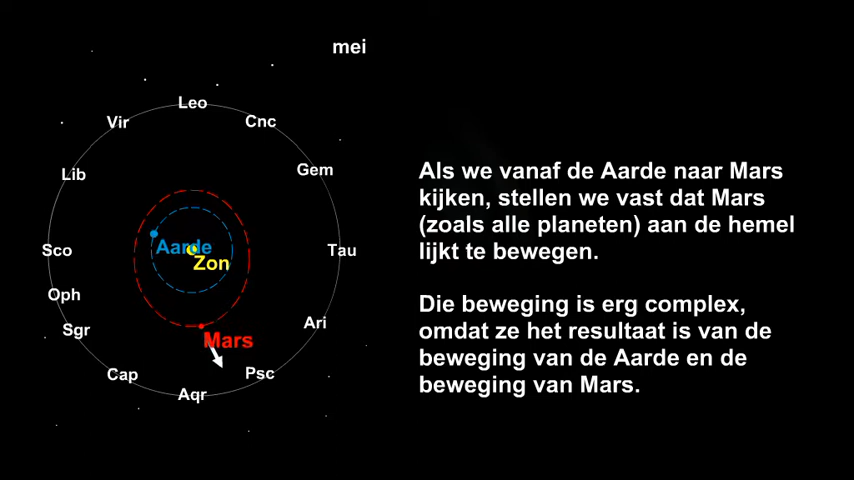 mei
Leo
Vir
Cnc
Lib
Gem
Sco
Aarde
Tau
Zon
Oph
Ari
Sgr
Mars
Cap
Psc
Aqr
Als we vanaf de Aarde naar Mars
kijken, stellen we vast dat Mars
(zoals alle planeten) aan de hemel
lijkt te bewegen.
Die beweging is erg complex,
omdat ze het resultaat is van de
beweging van de Aarde en de
beweging van Mars.